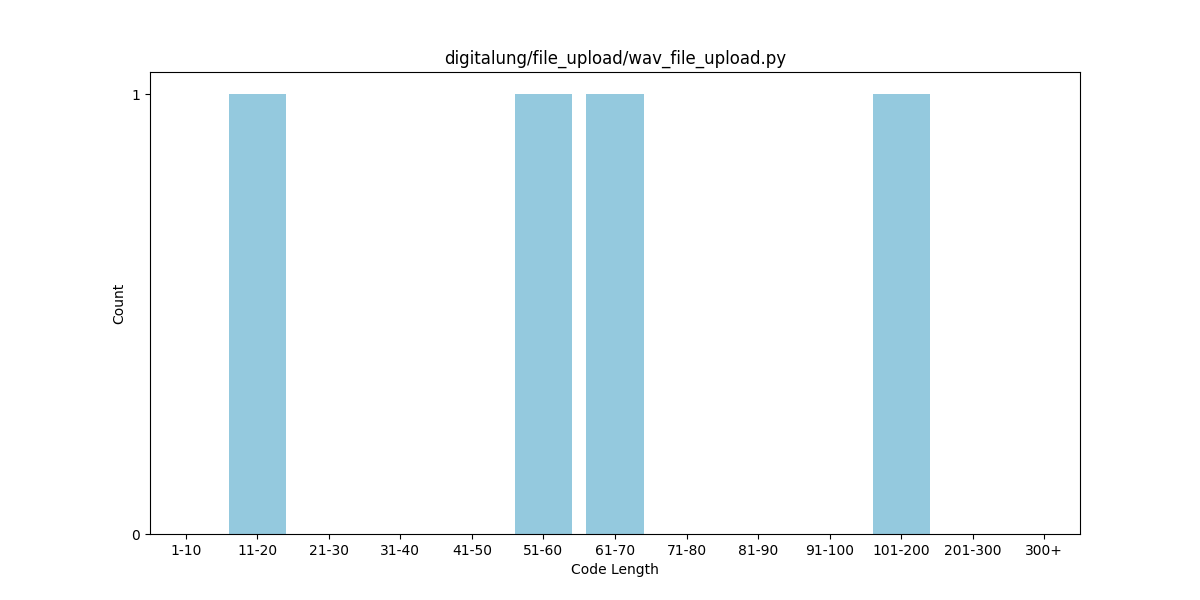 digitalung/file_upload/wav_file_upload.py
1
Count
0
1-10 11-20 21-30 31-40 41-50 51-60 61-70 71-80 81-90 91-100 101-200 201-300 300+
Code Length